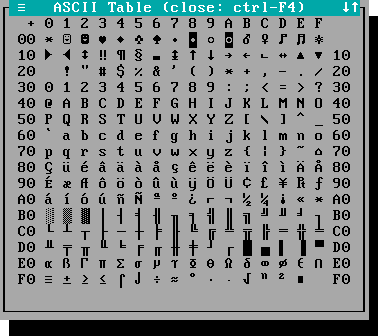 ≡ ASCII Table (close: ctrl-F4) ↓↑
+ 0 1 2 3 4 5 6 7 8 9 A B C D E F
00 * ☺ ☻ ♥ ♦ ♣ ♠ • ◘ ○ ◙ ♂ ♀ ♪ ♫ ☼
10 ► ◄ ↕ ‼ ¶ § ▬ ↨ ↑ ↓ → ← ∟ ↔ ▲ ▼ 10
20 ! " # $ % & ' ( ) * + , - . / 20
30 0 1 2 3 4 5 6 7 8 9 : ; < = > ? 30
40 @ A B C D E F G H I J K L M N O 40
50 P Q R S T U V W X Y Z [ \ ] ^ _ 50
60 ` a b c d e f g h i j k l m n o 60
70 p q r s t u v w x y z { ¦ } ~ ⌂ 70
80 Ç ü é â ä à å ç ê ë è ï î ì Ä Å 80
90 É æ Æ ô ö ò û ù ÿ Ö Ü ¢ £ ¥ ₧ ƒ 90
A0 á í ó ú ñ Ñ ª º ¿ ⌐ ¬ ½ ¼ ¡ « » A0
B0 ░ ▒ ▓ │ ┤ ╡ ╢ ╖ ╕ ╣ ║ ╗ ╝ ╜ ╛ ┐ B0
C0 └ ┴ ┬ ├ ─ ┼ ╞ ╟ ╚ ╔ ╩ ╦ ╠ ═ ╬ ╧ C0
D0 ╨ ╤ ╥ ╙ ╘ ╒ ╓ ╫ ╪ ┘ ┌ █ ▄ ▌ ▐ ▀ D0
E0 α ß Γ π Σ σ µ τ Φ Θ Ω δ ∞ φ ε ∩ E0
F0 ≡ ± ≥ ≤ ⌠ ⌡ ÷ ≈ ° ∙ · √ ⁿ ² ■ F0